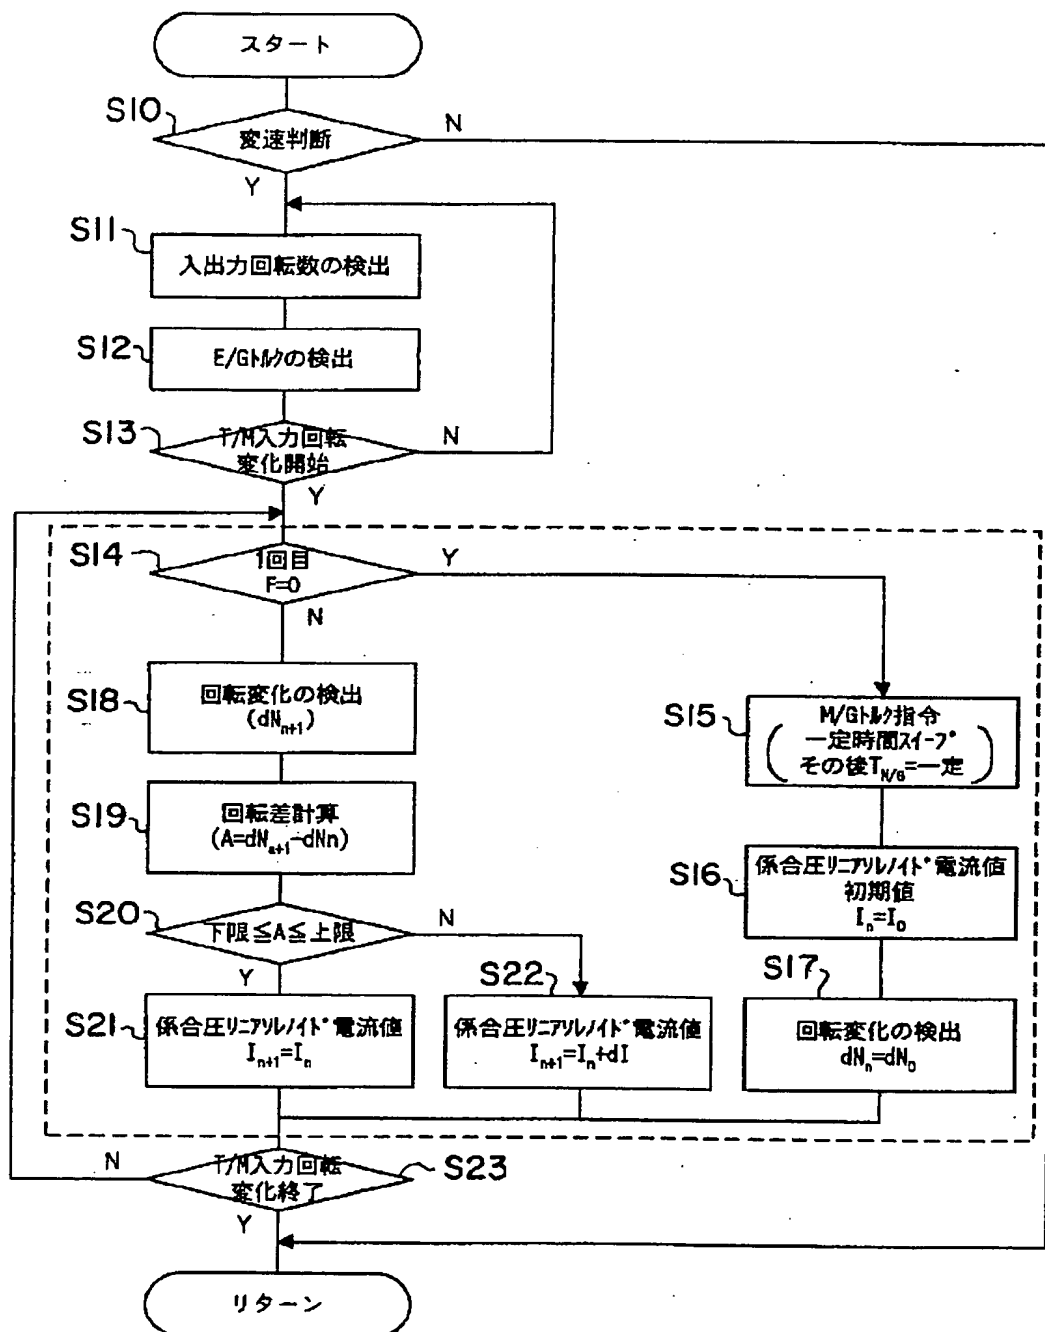 スタート
S10
変速判断
N
Y
S11
入出力回転数の検出
S12
E/Gﾄﾙｸの検出
S13
T/M入力回転
変化開始
N
Y
S14
1回目
F=0
Y
N
S18
回転変化の検出
(dNn+1)
S15
M/Gﾄﾙｸ指令
一定時間ｽｲｰﾌﾟ
その後TM/G=一定
S19
回転差計算
(A=dNn+1-dNn)
S16
係合圧ﾘﾆｱｿﾚﾉｲﾄﾞ電流値
初期値
In=I0
S20
下限≦A≦上限
N
Y
S21
係合圧ﾘﾆｱｿﾚﾉｲﾄﾞ電流値
In+1=In
S22
係合圧ﾘﾆｱｿﾚﾉｲﾄﾞ電流値
In+1=In+dI
S17
回転変化の検出
dNn=dN0
N
T/M入力回転
変化終了
S23
Y
リターン